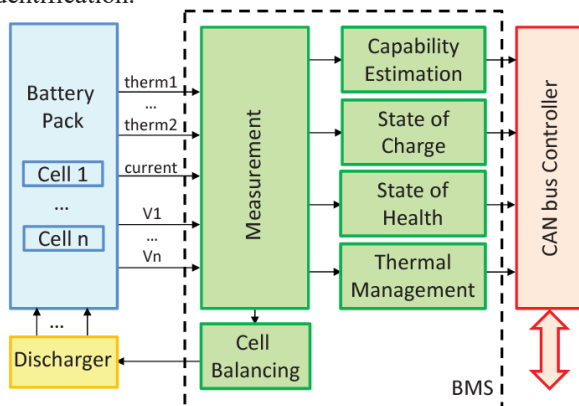 dentification.
Battery
Pack
Cell 1
...
Cell n
therm1
...
therm2
current
V1
...
Vn
Measurement
Capability
Estimation
State of
Charge
State of
Health
Thermal
Management
CAN bus Controller
...
Discharger
Cell
Balancing
BMS